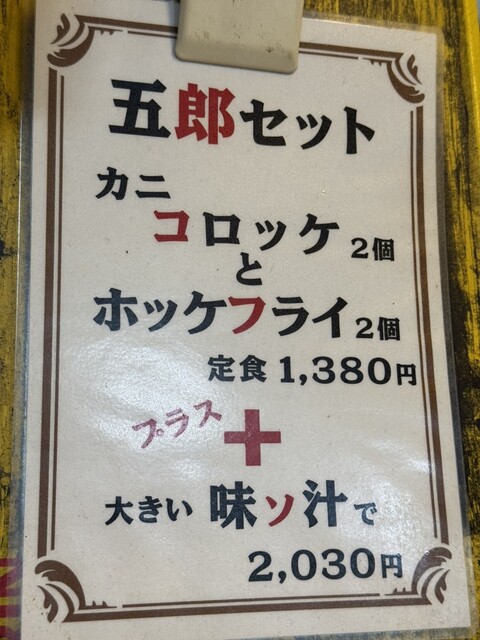 五郎セット
カニ
コロッケ 2個
と
ホッケフライ 2個
定食 1,380円
プラス
+
大きい 味ソ汁で
2,030円